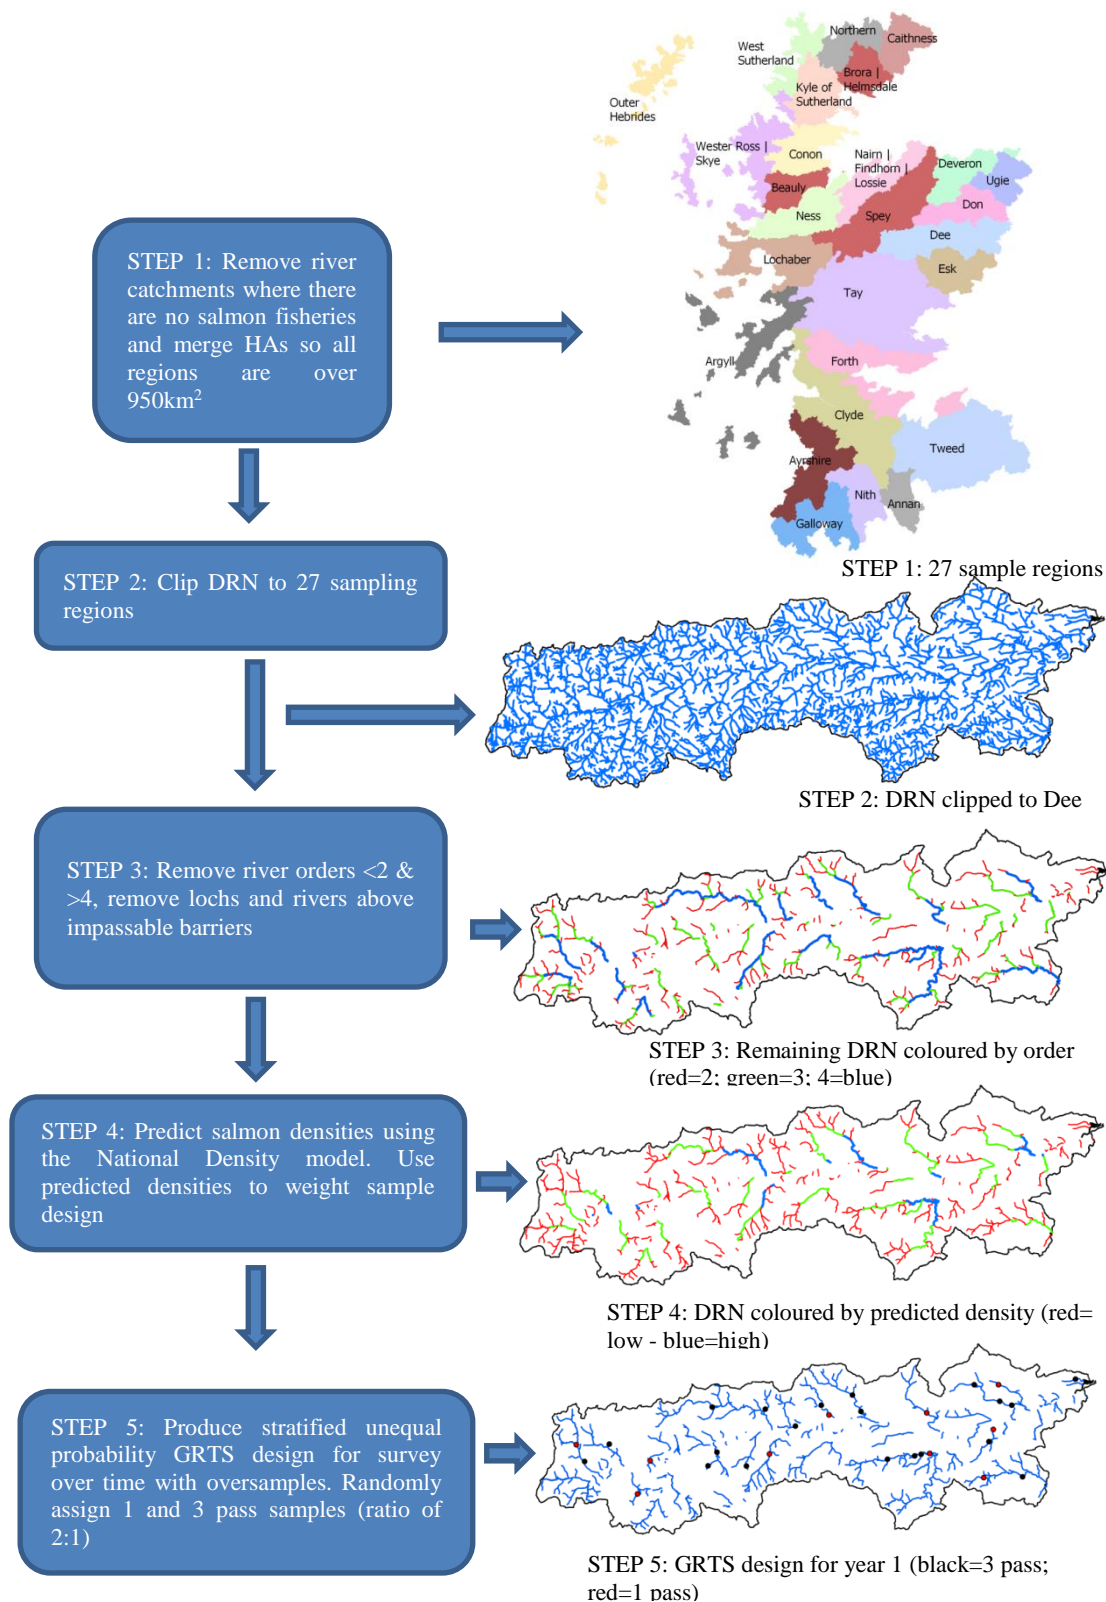 Northern
Caithness
West
Sutherland
Brora |
Helmsdale
Kyle of
Sutherland
Outer
Hebrides
Wester Ross |
Skye
Conon
Nairn |
Findhorn |
Lossie
Deveron
Ugie
Beauly
Don
Ness
Spey
Dee
Lochaber
Esk
Tay
Argyll
Forth
Clyde
Tweed
Ayrshire
Nith
Annan
Galloway
STEP 1: Remove river
catchments where there
are no salmon fisheries
and merge HAs so all
regions are over
950km²
STEP 1: 27 sample regions
STEP 2: Clip DRN to 27 sampling
regions
STEP 2: DRN clipped to Dee
STEP 3: Remove river orders <2 &
>4, remove lochs and rivers above
impassable barriers
STEP 3: Remaining DRN coloured by order
(red=2; green=3; 4=blue)
STEP 4: Predict salmon densities using
the National Density model. Use
predicted densities to weight sample
design
STEP 4: DRN coloured by predicted density (red=
low - blue=high)
STEP 5: Produce stratified unequal
probability GRTS design for survey
over time with oversamples. Randomly
assign 1 and 3 pass samples (ratio of
2:1)
STEP 5: GRTS design for year 1 (black=3 pass;
red=1 pass)